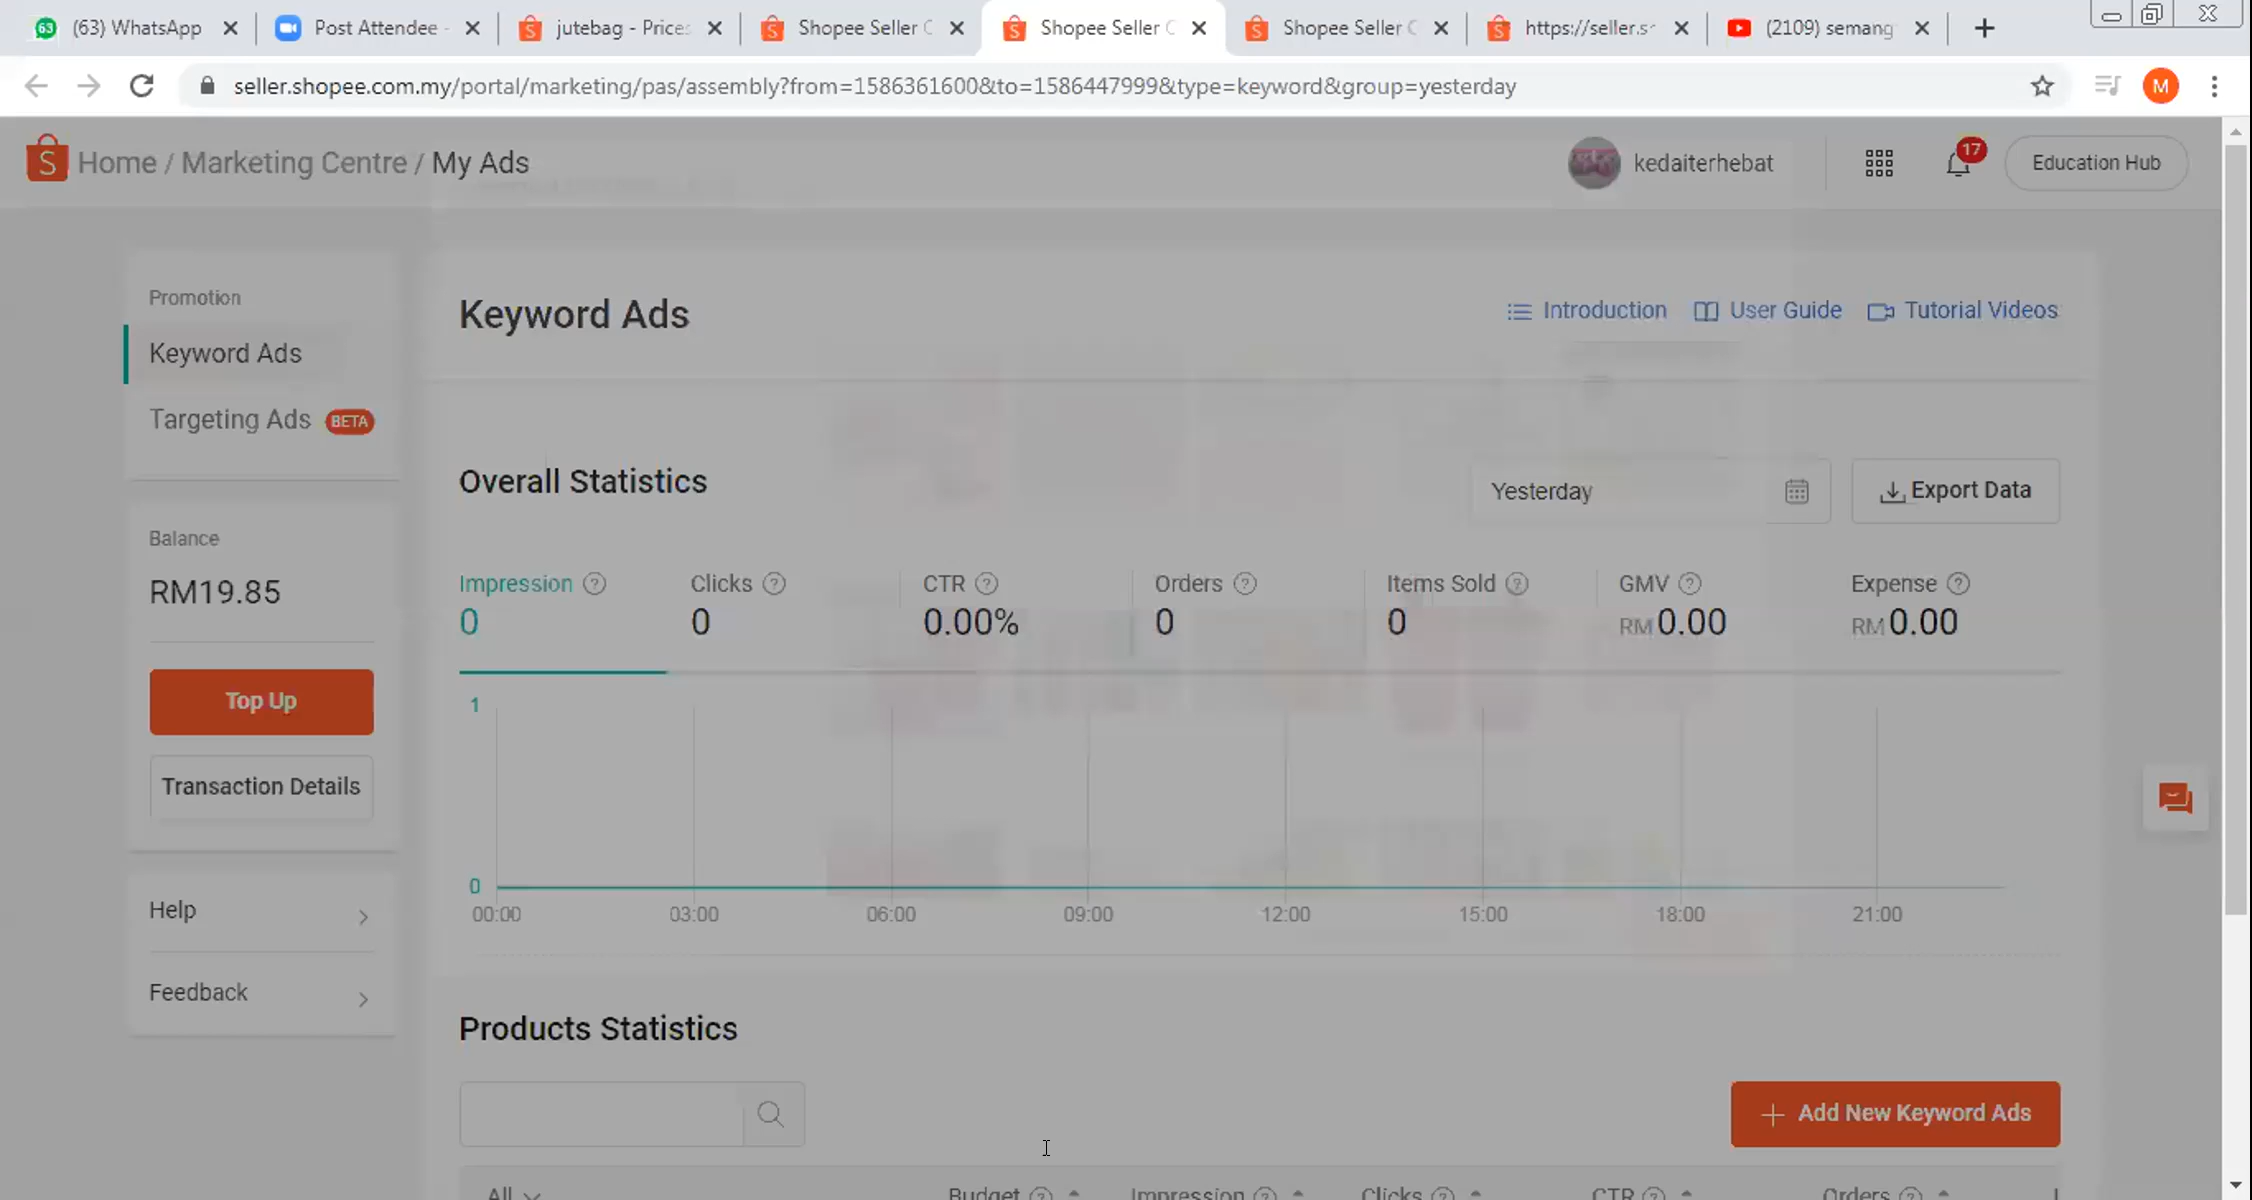 63 (63) WhatsApp
Post Attendee -
jutebag - Prices
Shopee Seller C
Shopee Seller C
Shopee Seller C
https://seller.s
(2109) semang
seller.shopee.com.my/portal/marketing/pas/assembly?from=1586361600&to=1586447999&type=keyword&group=yesterday
M
S Home / Marketing Centre / My Ads
kedaiterhebat
17
Education Hub
Promotion
Keyword Ads
Targeting Ads BETA
Balance
RM19.85
Top Up
Transaction Details
Help
Feedback
Keyword Ads
Introduction
User Guide
Tutorial Videos
Overall Statistics
Yesterday
Export Data
Impression ?
0
Clicks ?
0
CTR ?
0.00%
Orders ?
0
Items Sold ?
0
GMV ?
RM 0.00
Expense ?
RM 0.00
1
0
00:00 03:00 06:00 09:00 12:00 15:00 18:00 21:00
Products Statistics
+ Add New Keyword Ads
All Budget ? Impression ? Clicks ? CTR ? Orders ?